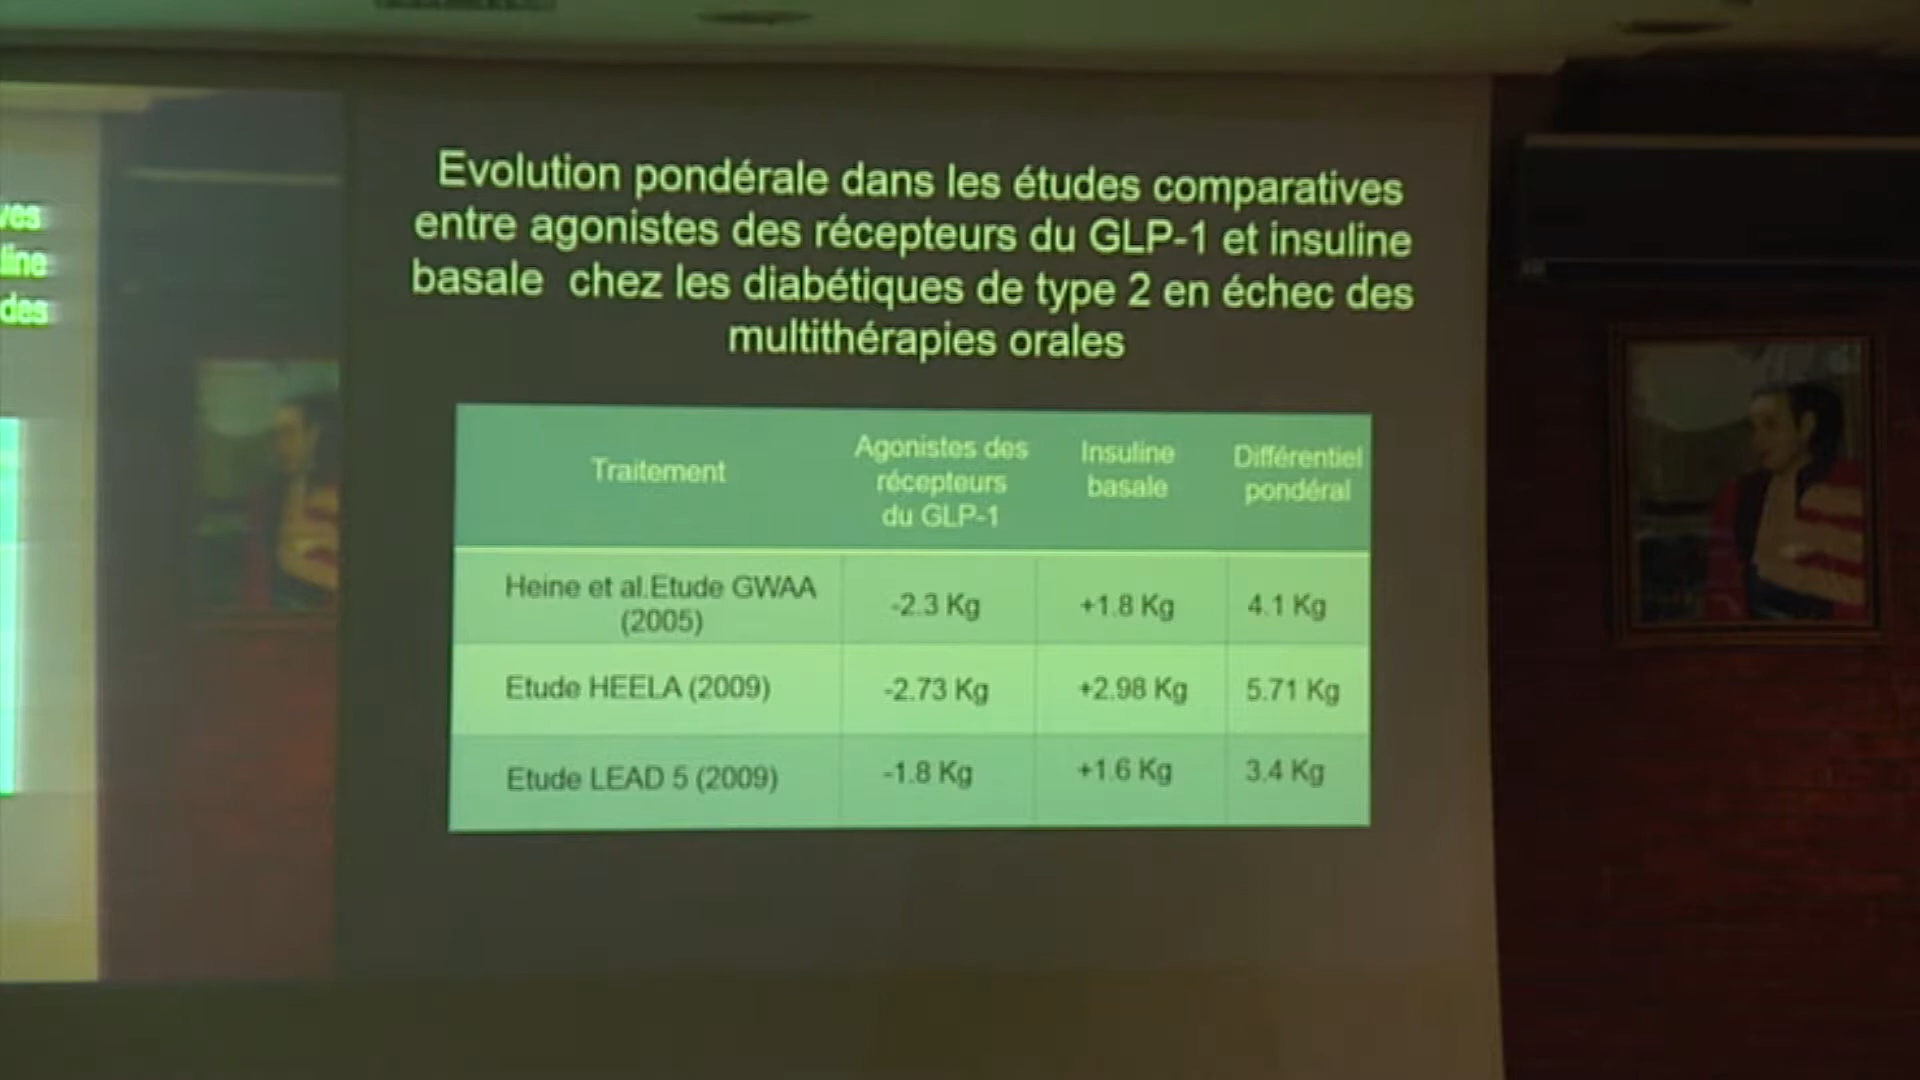 ves
line
des
Evolution pondérale dans les études comparatives
entre agonistes des récepteurs du GLP-1 et insuline
basale chez les diabétiques de type 2 en échec des
multithérapies orales
Traitement
Agonistes des
récepteurs
du GLP-1
Insuline
basale
Différentiel
pondéral
Heine et al.Etude GWAA
(2005)
-2.3 Kg
+1.8 Kg
4.1 Kg
Etude HEELA (2009)
-2.73 Kg
+2.98 Kg
5.71 Kg
Etude LEAD 5 (2009)
-1.8 Kg
+1.6 Kg
3.4 Kg